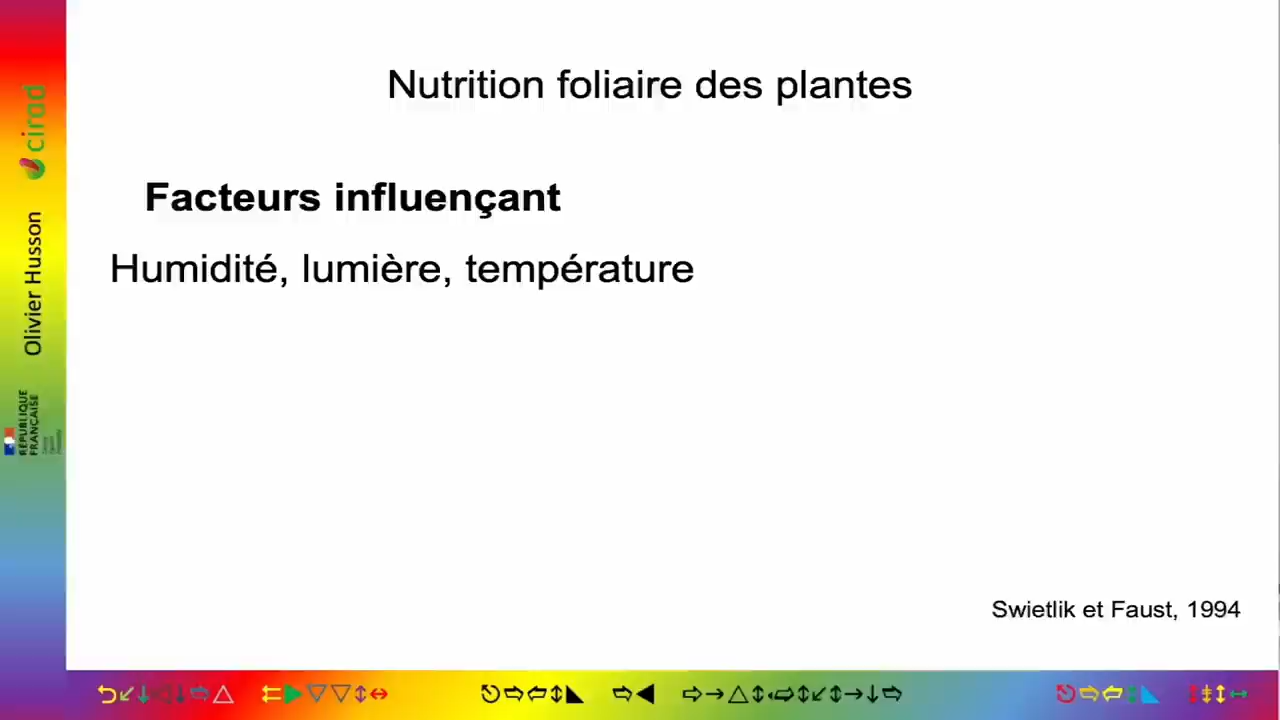 Nutrition foliaire des plantes
Facteurs influençant
Humidité, lumière, température
Swietlik et Faust, 1994
cirad
Olivier Husson
RÉPUBLIQUE
FRANÇAISE